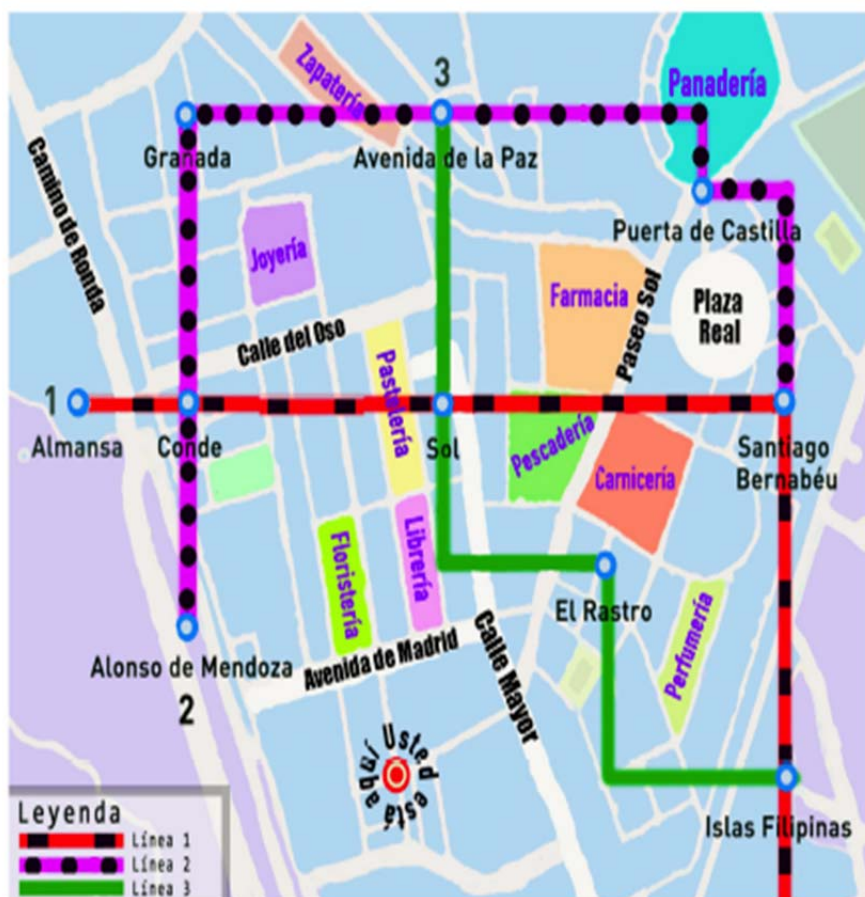 Zapatería
3
Panadería
Granada
Avenida de la Paz
Camino de Ronda
Puerta de Castilla
Joyería
Farmacia
Paseo Sol
Plaza
Real
Calle del Oso
Pastelería
1
Almansa
Conde
Sol
Pescadería
Carnicería
Santiago
Bernabéu
Librería
Floristería
El Rastro
Perfumería
Alonso de Mendoza
Avenida de Madrid
Calle Mayor
2
Usted está aquí
Islas Filipinas
Leyenda
Línea 1
Línea 2
Línea 3